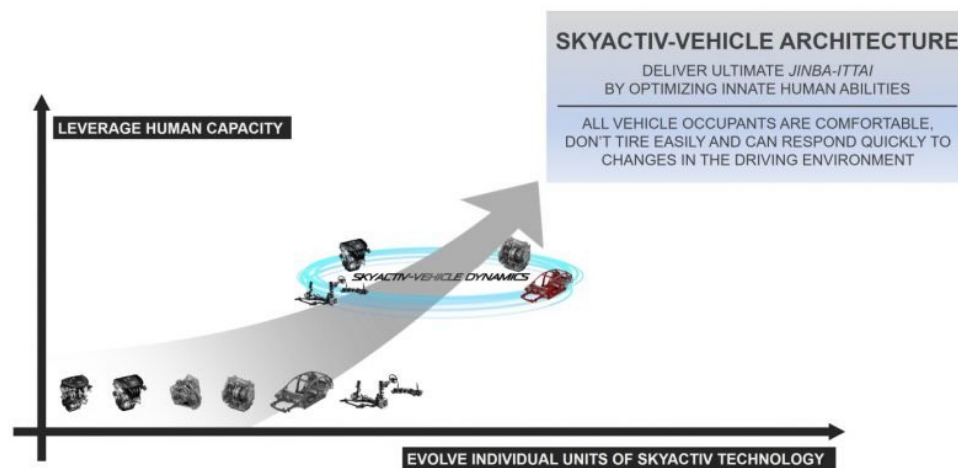 SKYACTIV-VEHICLE ARCHITECTURE
DELIVER ULTIMATE JINBA-ITTAI
BY OPTIMIZING INNATE HUMAN ABILITIES
ALL VEHICLE OCCUPANTS ARE COMFORTABLE,
DON'T TIRE EASILY AND CAN RESPOND QUICKLY TO
CHANGES IN THE DRIVING ENVIRONMENT
LEVERAGE HUMAN CAPACITY
SKYACTIV-VEHICLE DYNAMICS
EVOLVE INDIVIDUAL UNITS OF SKYACTIV TECHNOLOGY